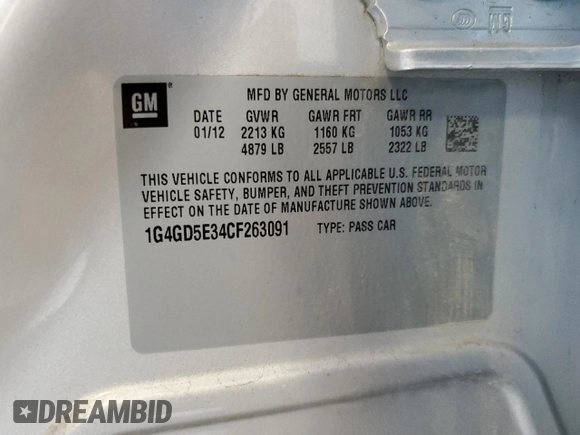 GM
MFD BY GENERAL MOTORS LLC
DATE GVWR GAWR FRT GAWR RR
01/12 2213 KG 1160 KG 1053 KG
4879 LB 2557 LB 2322 LB
THIS VEHICLE CONFORMS TO ALL APPLICABLE U.S. FEDERAL MOTOR
VEHICLE SAFETY, BUMPER, AND THEFT PREVENTION STANDARDS IN
EFFECT ON THE DATE OF MANUFACTURE SHOWN ABOVE.
1G4GD5E34CF263091 TYPE: PASS CAR
DREAMBID